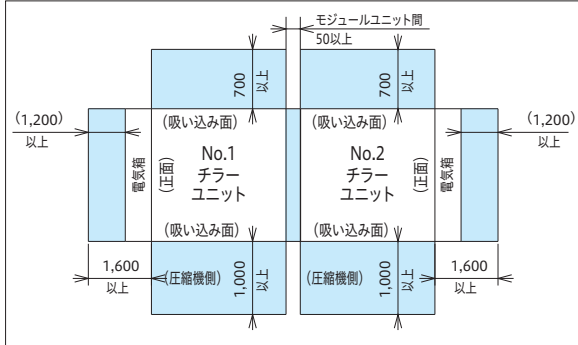 モジュールユニット間
50以上
700
以上
700
以上
(1,200)
以上
(吸い込み面)
(吸い込み面)
(1,200)
以上
電気箱
(正面)
No.1
チラー
ユニット
No.2
チラー
ユニット
(正面)
電気箱
(吸い込み面)
(吸い込み面)
1,600
以上
(圧縮機側)
1,000
以上
(圧縮機側)
1,000
以上
1,600
以上